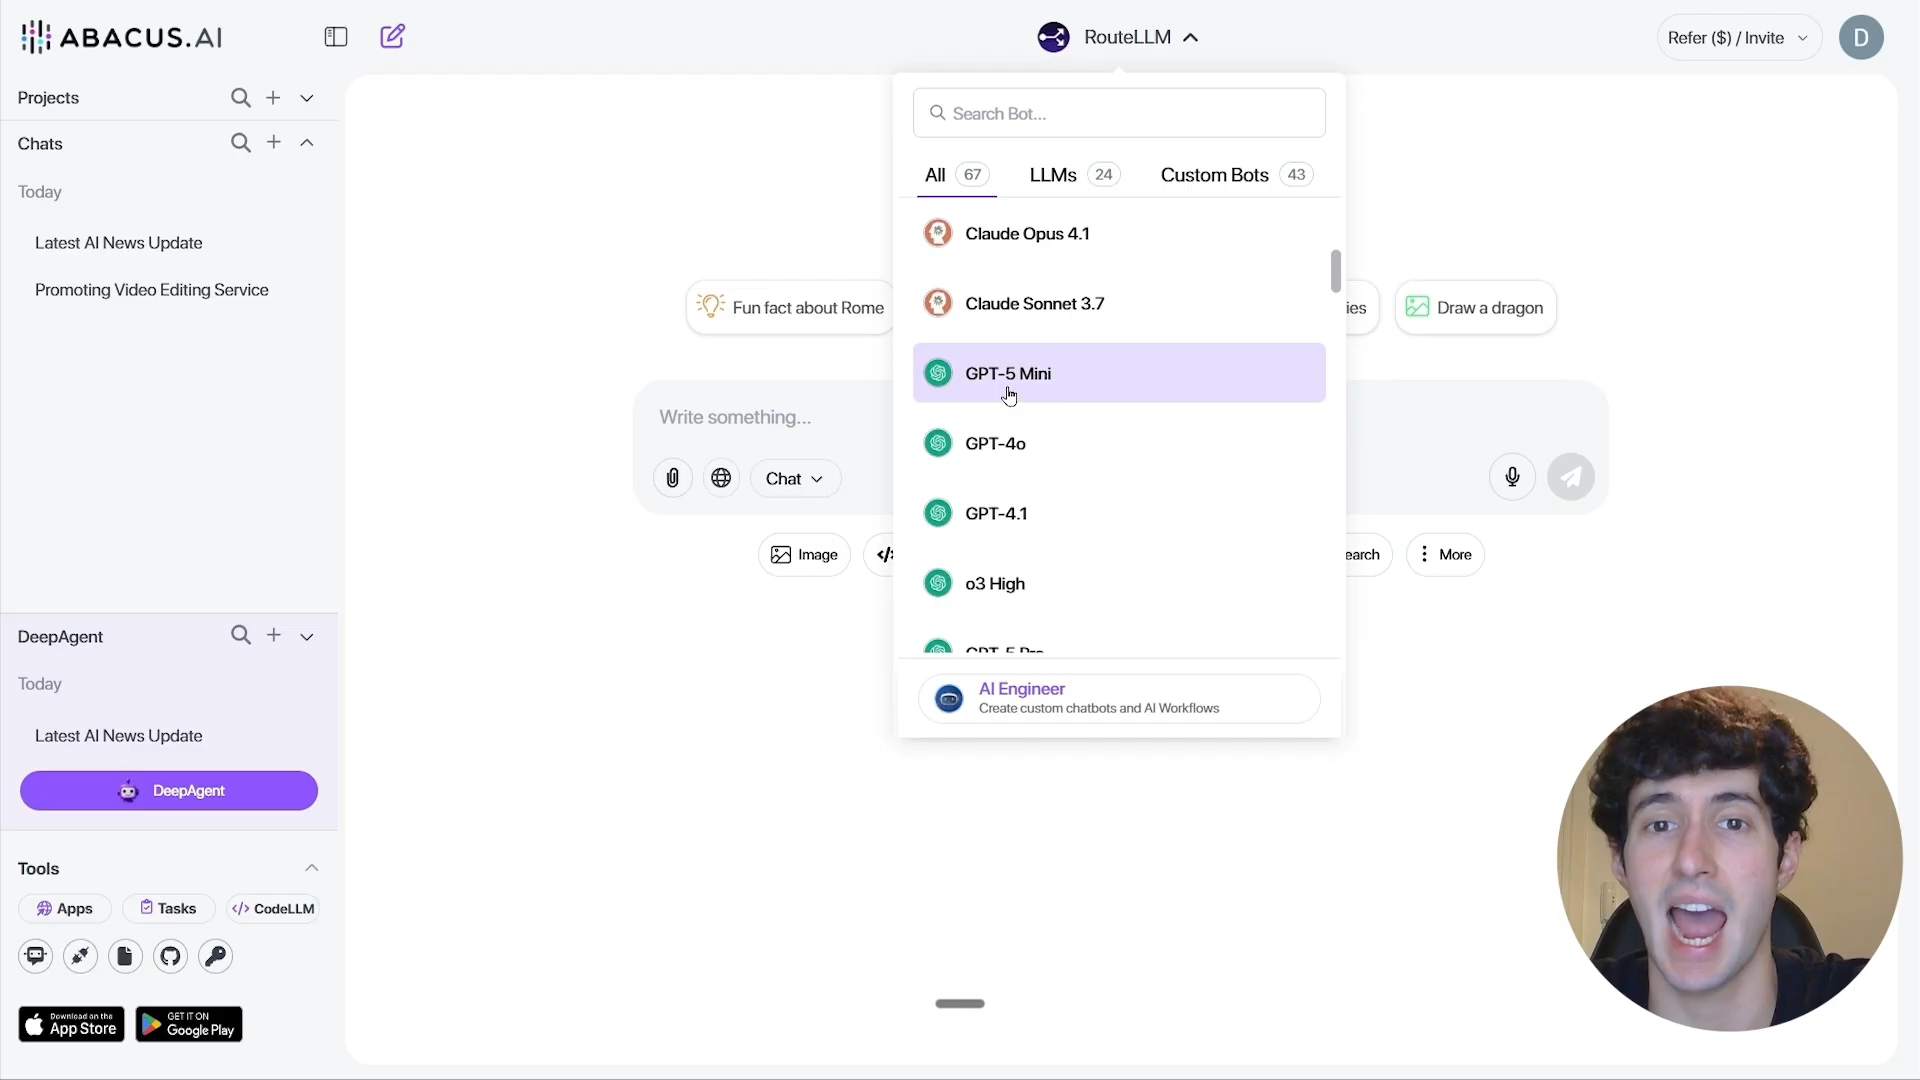 ABACUS.AI
RouteLLM
Refer ($) / Invite
D
Projects
Chats
Today
Latest AI News Update
Promoting Video Editing Service
Search Bot...
All 67
LLMs 24
Custom Bots 43
Claude Opus 4.1
Claude Sonnet 3.7
GPT-5 Mini
GPT-4o
GPT-4.1
o3 High
GPT-5 Pro
AI Engineer
Create custom chatbots and AI Workflows
Fun fact about Rome
ies
Draw a dragon
Write something...
Chat
Image
</
earch
More
DeepAgent
Today
Latest AI News Update
DeepAgent
Tools
Apps
Tasks
</> CodeLLM
Download on the
App Store
GET IT ON
Google Play